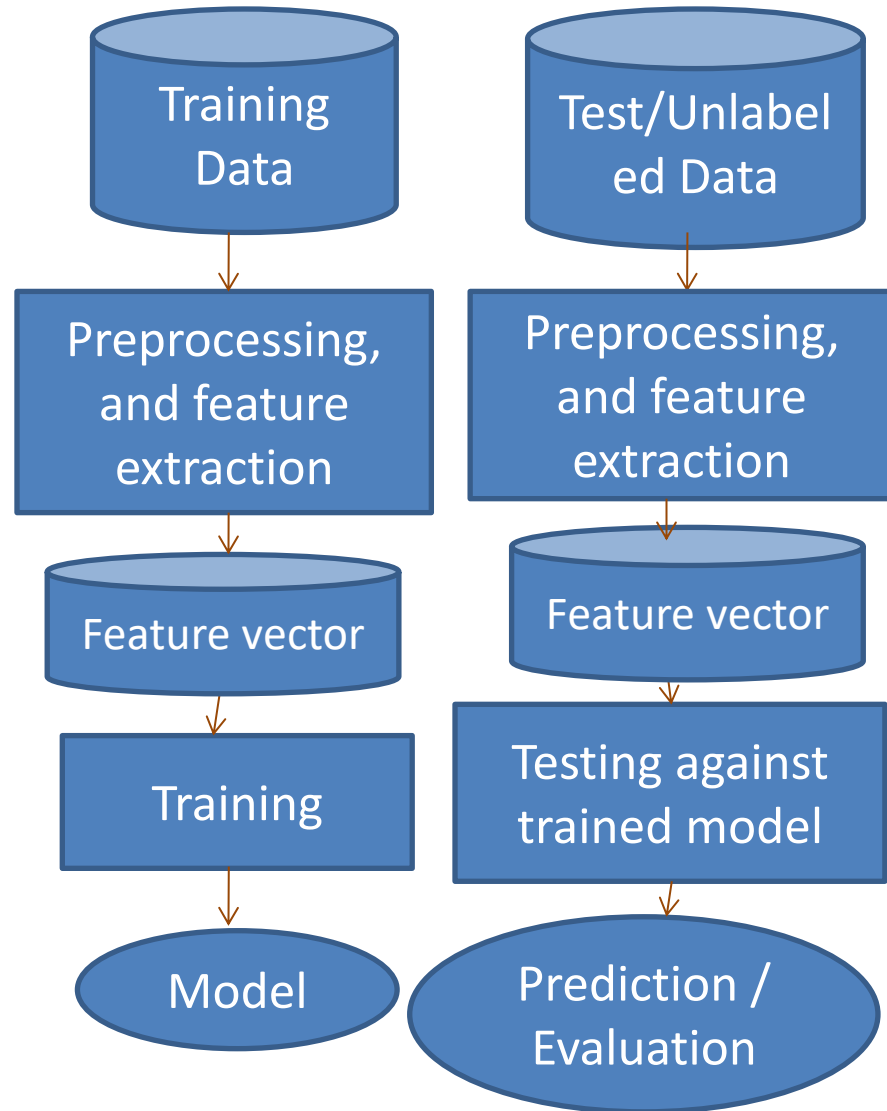 Training
Data
Preprocessing,
and feature
extraction
Feature vector
Training
Model
Test/Unlabel
ed Data
Preprocessing,
and feature
extraction
Feature vector
Testing against
trained model
Prediction /
Evaluation